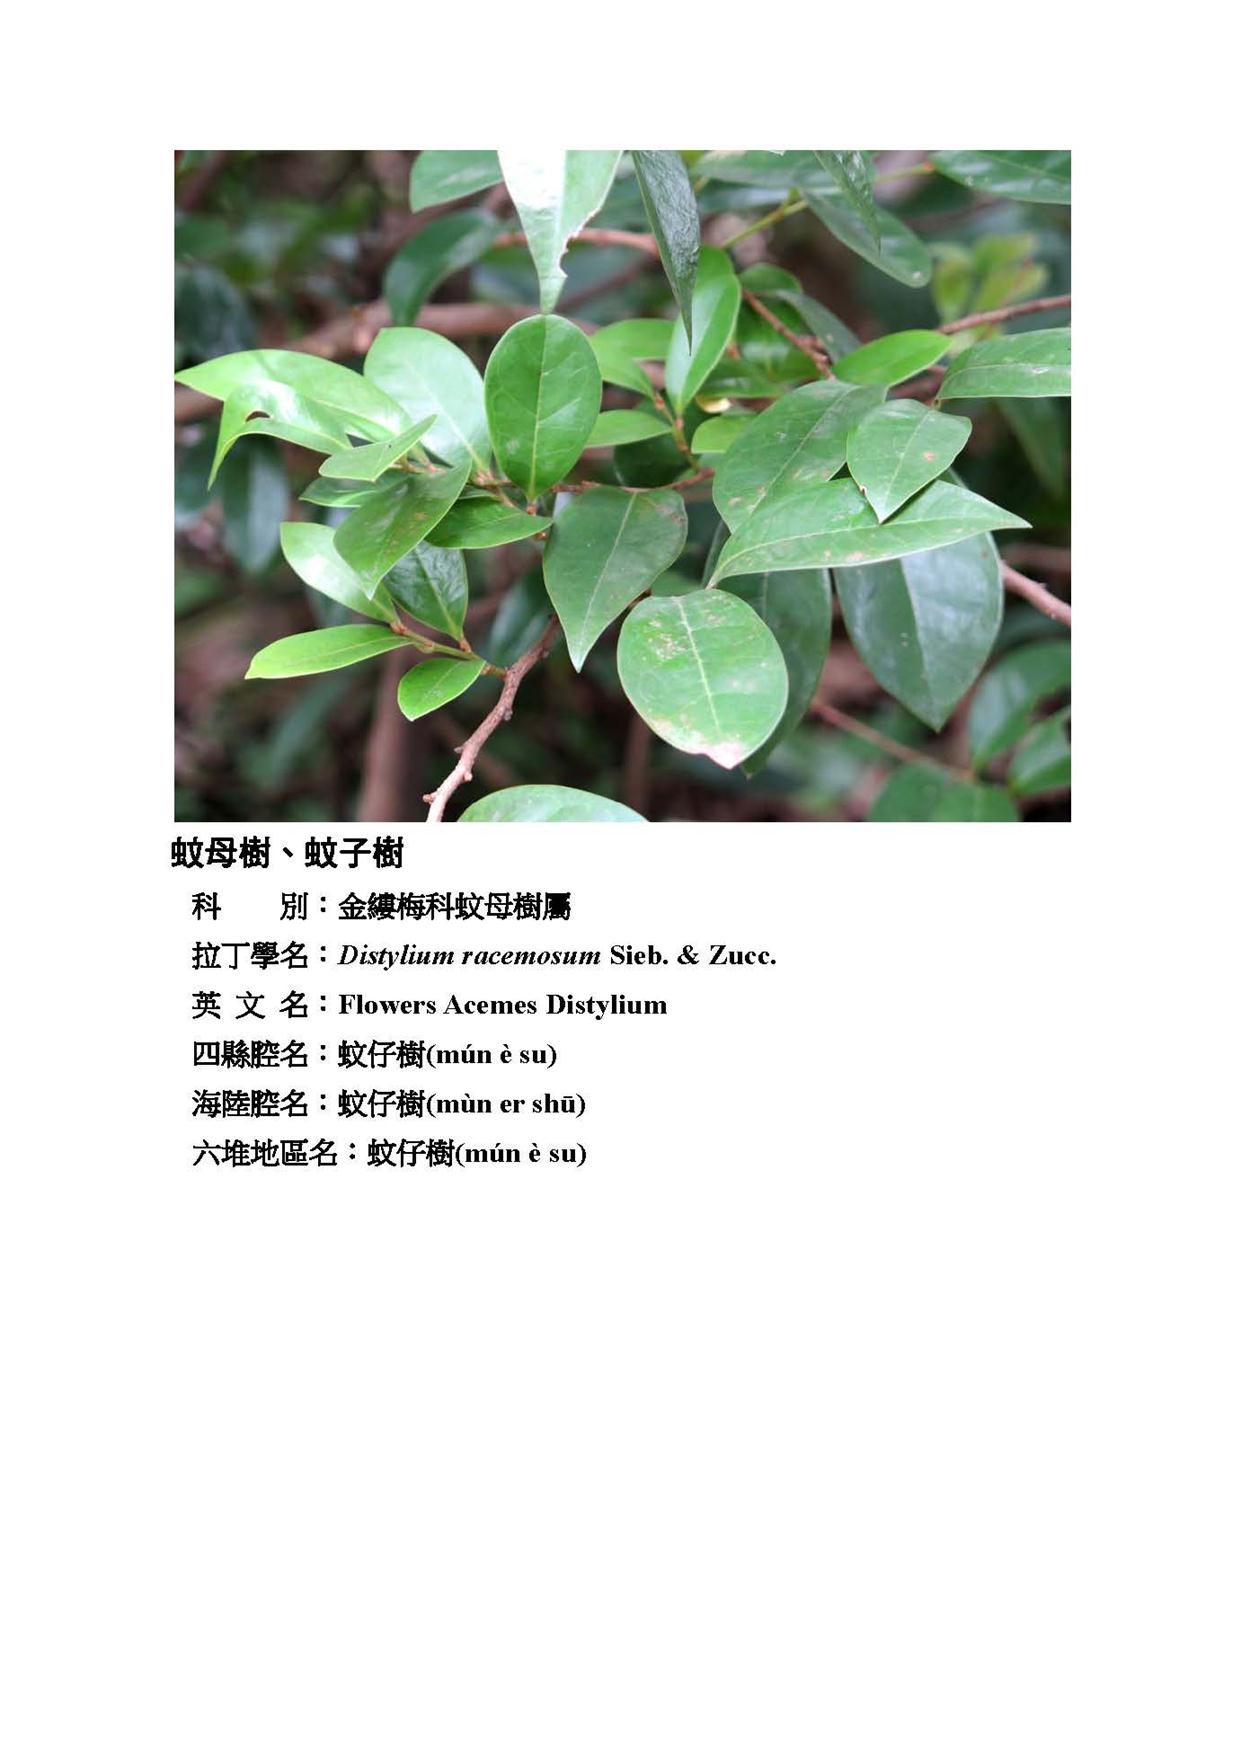 蚊母樹、蚊子樹
科　　別：金縷梅科蚊母樹屬
拉丁學名：Distylium racemosum Sieb. & Zucc.
英 文 名：Flowers Acemes Distylium
四縣腔名：蚊仔樹(mún è su)
海陸腔名：蚊仔樹(mùn er shū)
六堆地區名：蚊仔樹(mún è su)